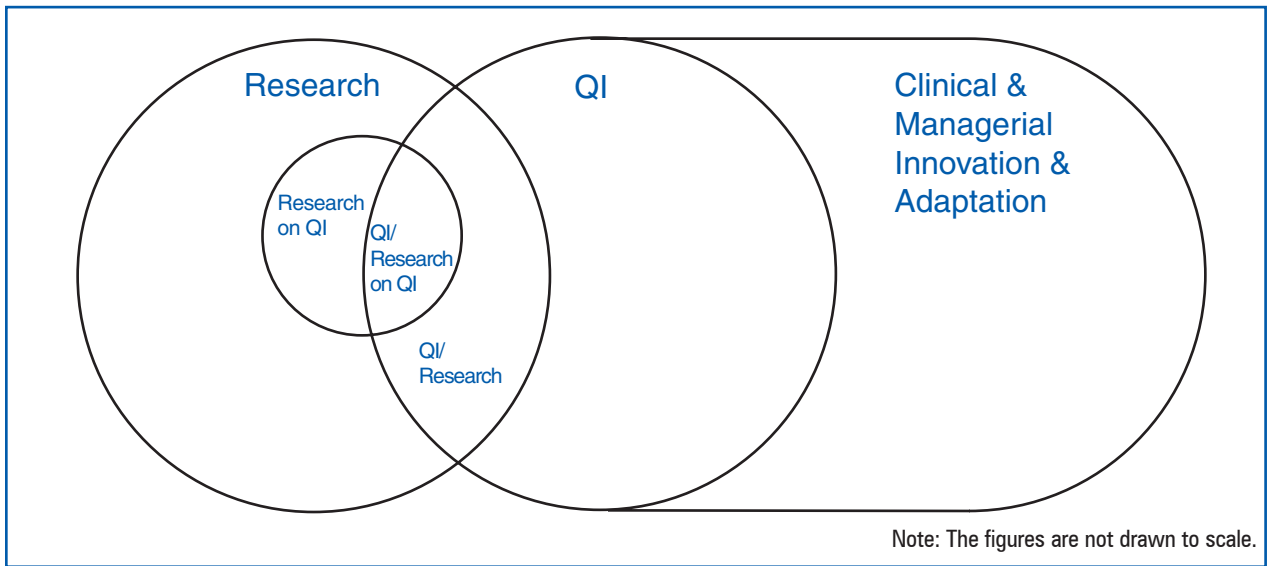 Research
QI
Clinical &
Managerial
Innovation &
Adaptation
Research
on QI
QI/
Research
on QI
QI/
Research
Note: The figures are not drawn to scale.